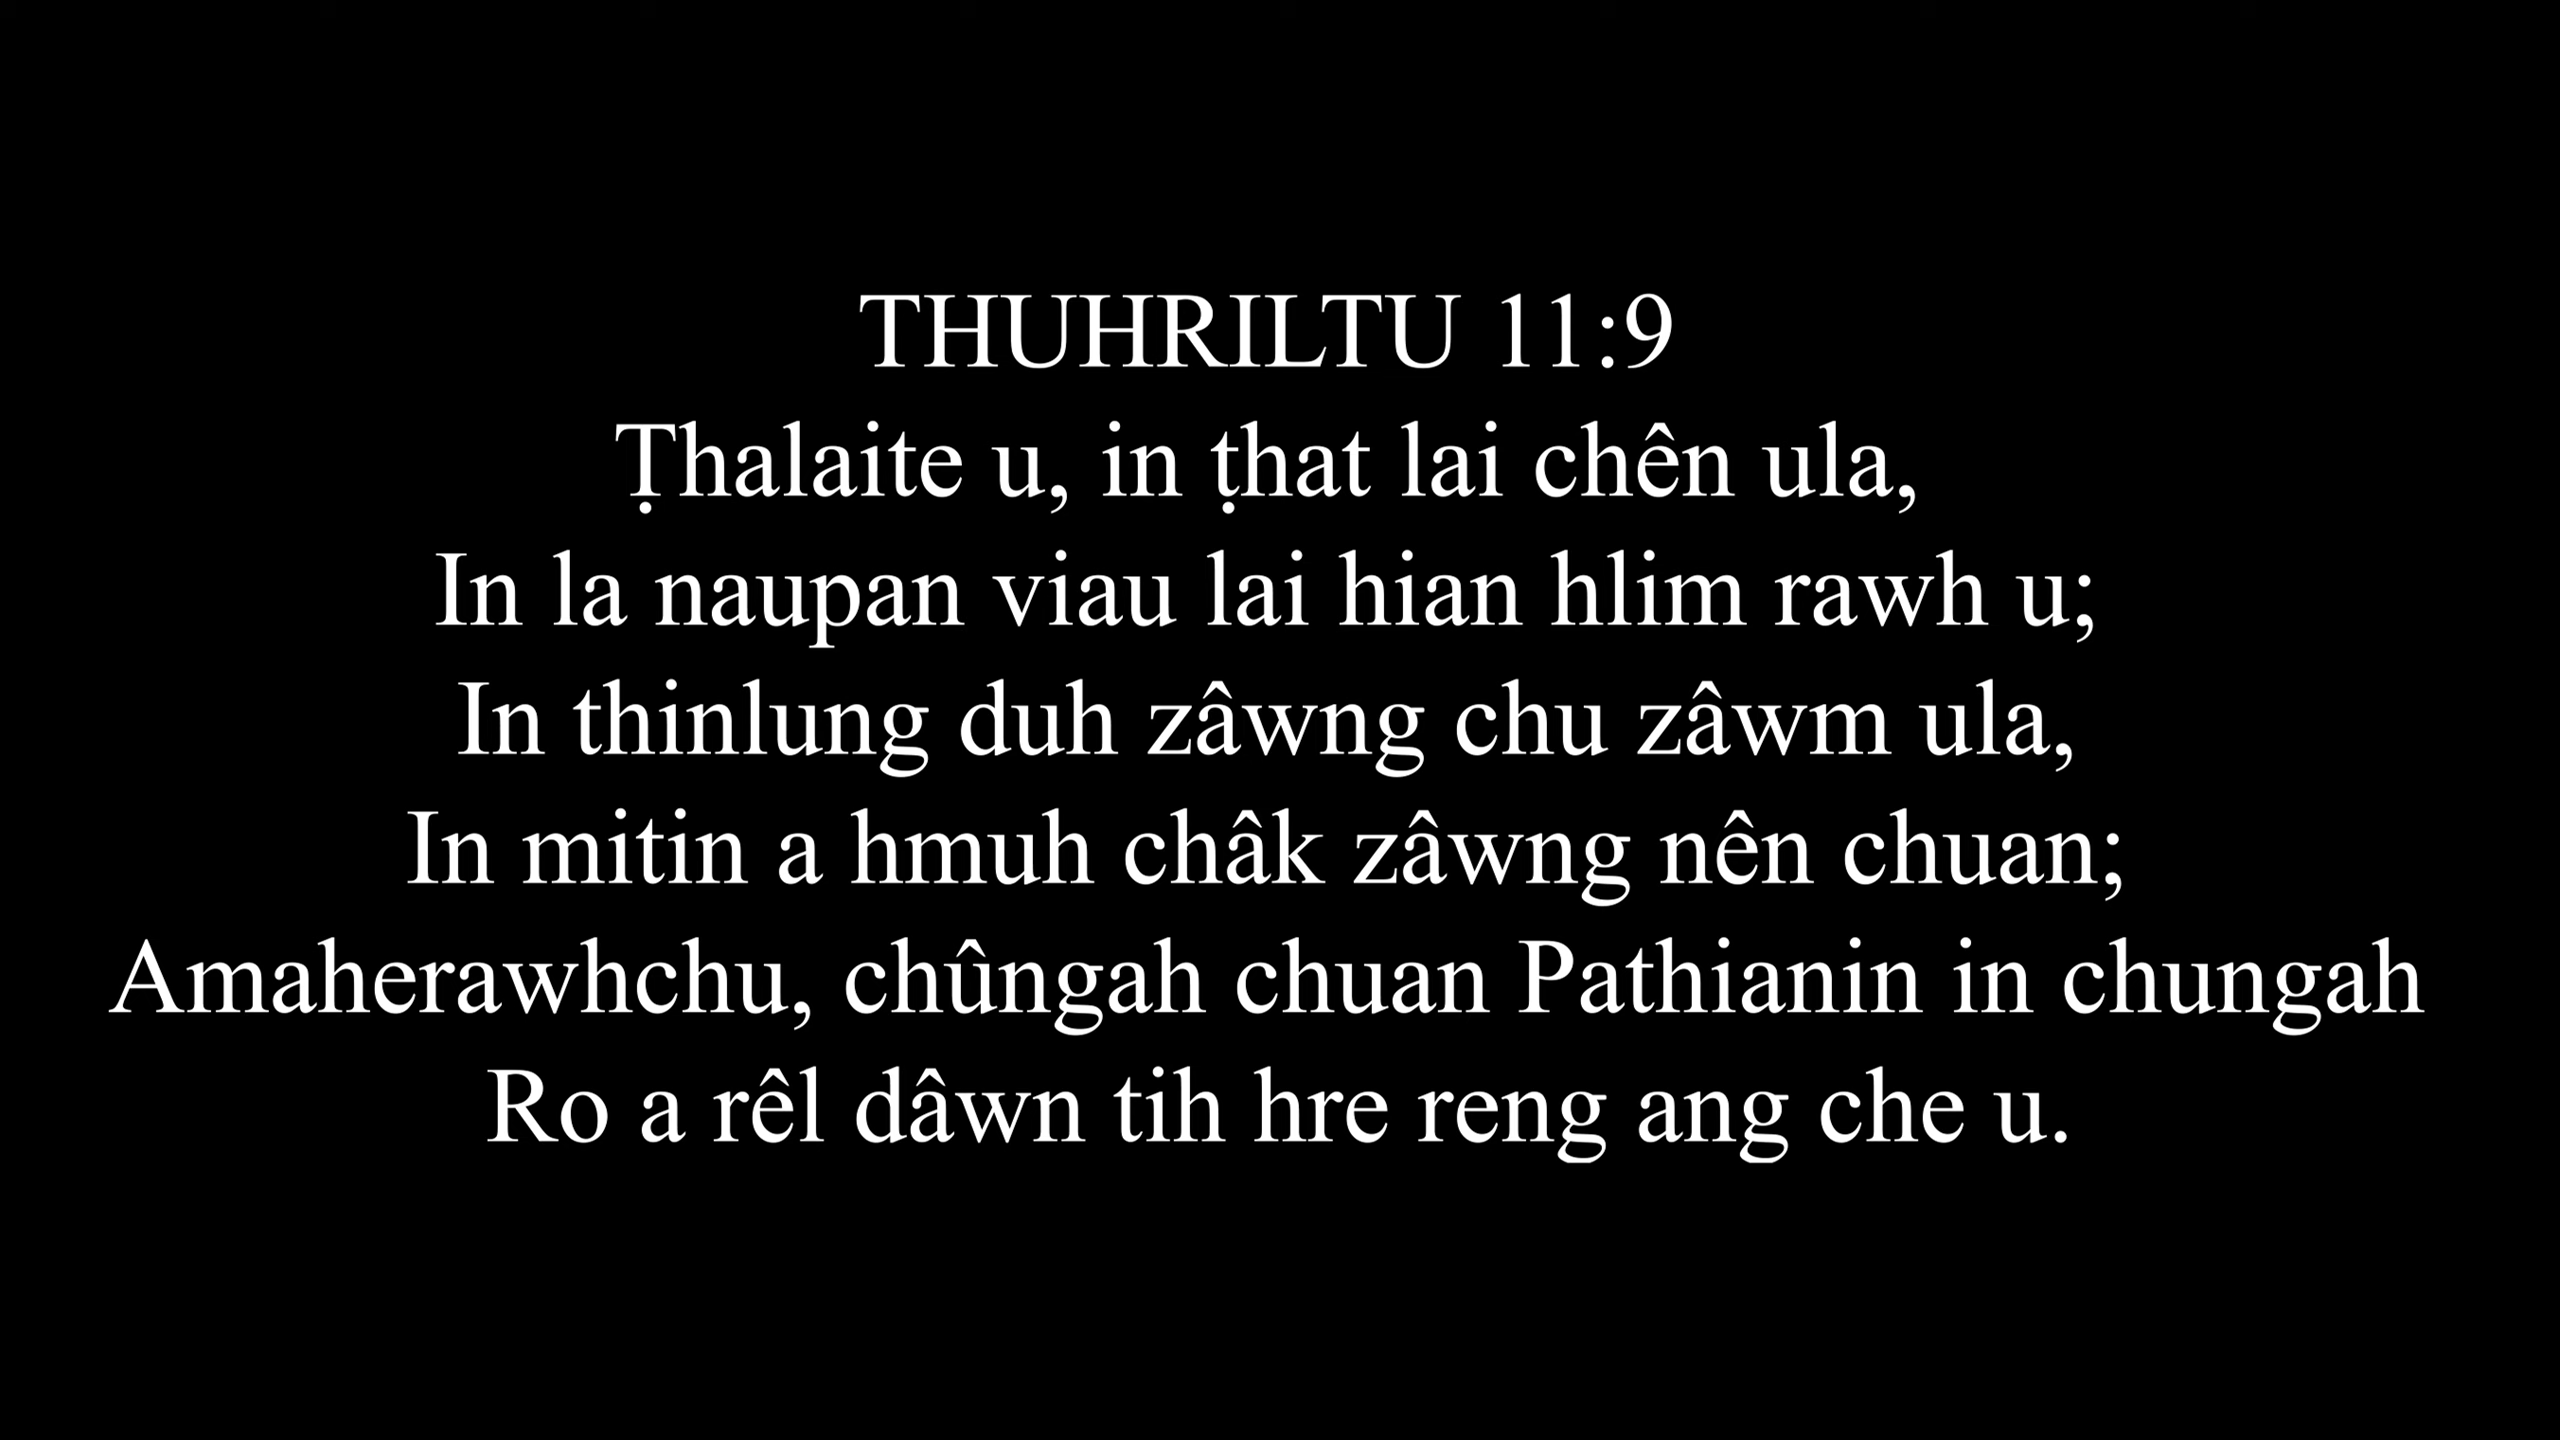 THUHRILTU 11:9
Ṭhalaite u, in ṭhat lai chên ula,
In la naupan viau lai hian hlim rawh u;
In thinlung duh zâwng chu zâwm ula,
In mitin a hmuh châk zâwng nên chuan;
Amaherawhchu, chûngah chuan Pathianin in chungah
Ro a rêl dâwn tih hre reng ang che u.